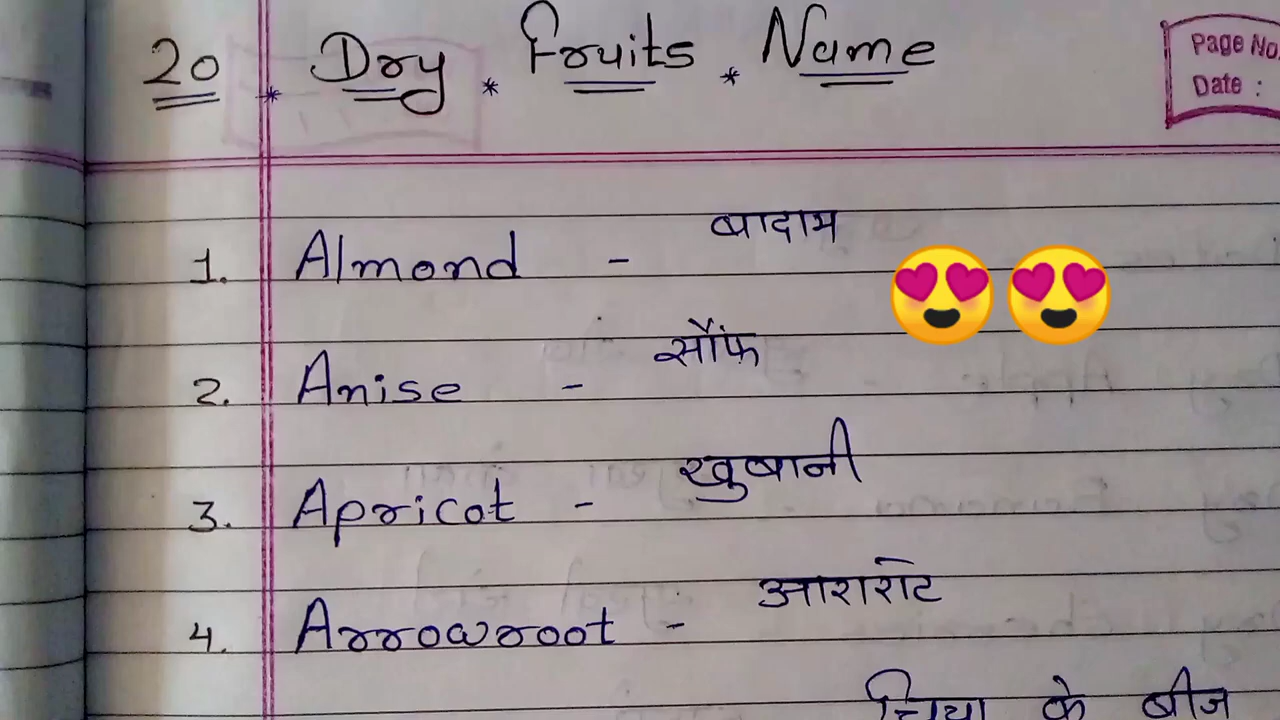 20 * Dry * Fruits * Name
Page No.
Date :
1. Almond - बादाम
2. Anise - सौंफ
3. Apricot - खुबानी
4. Arrowroot - आरारोट
चिया के बीज